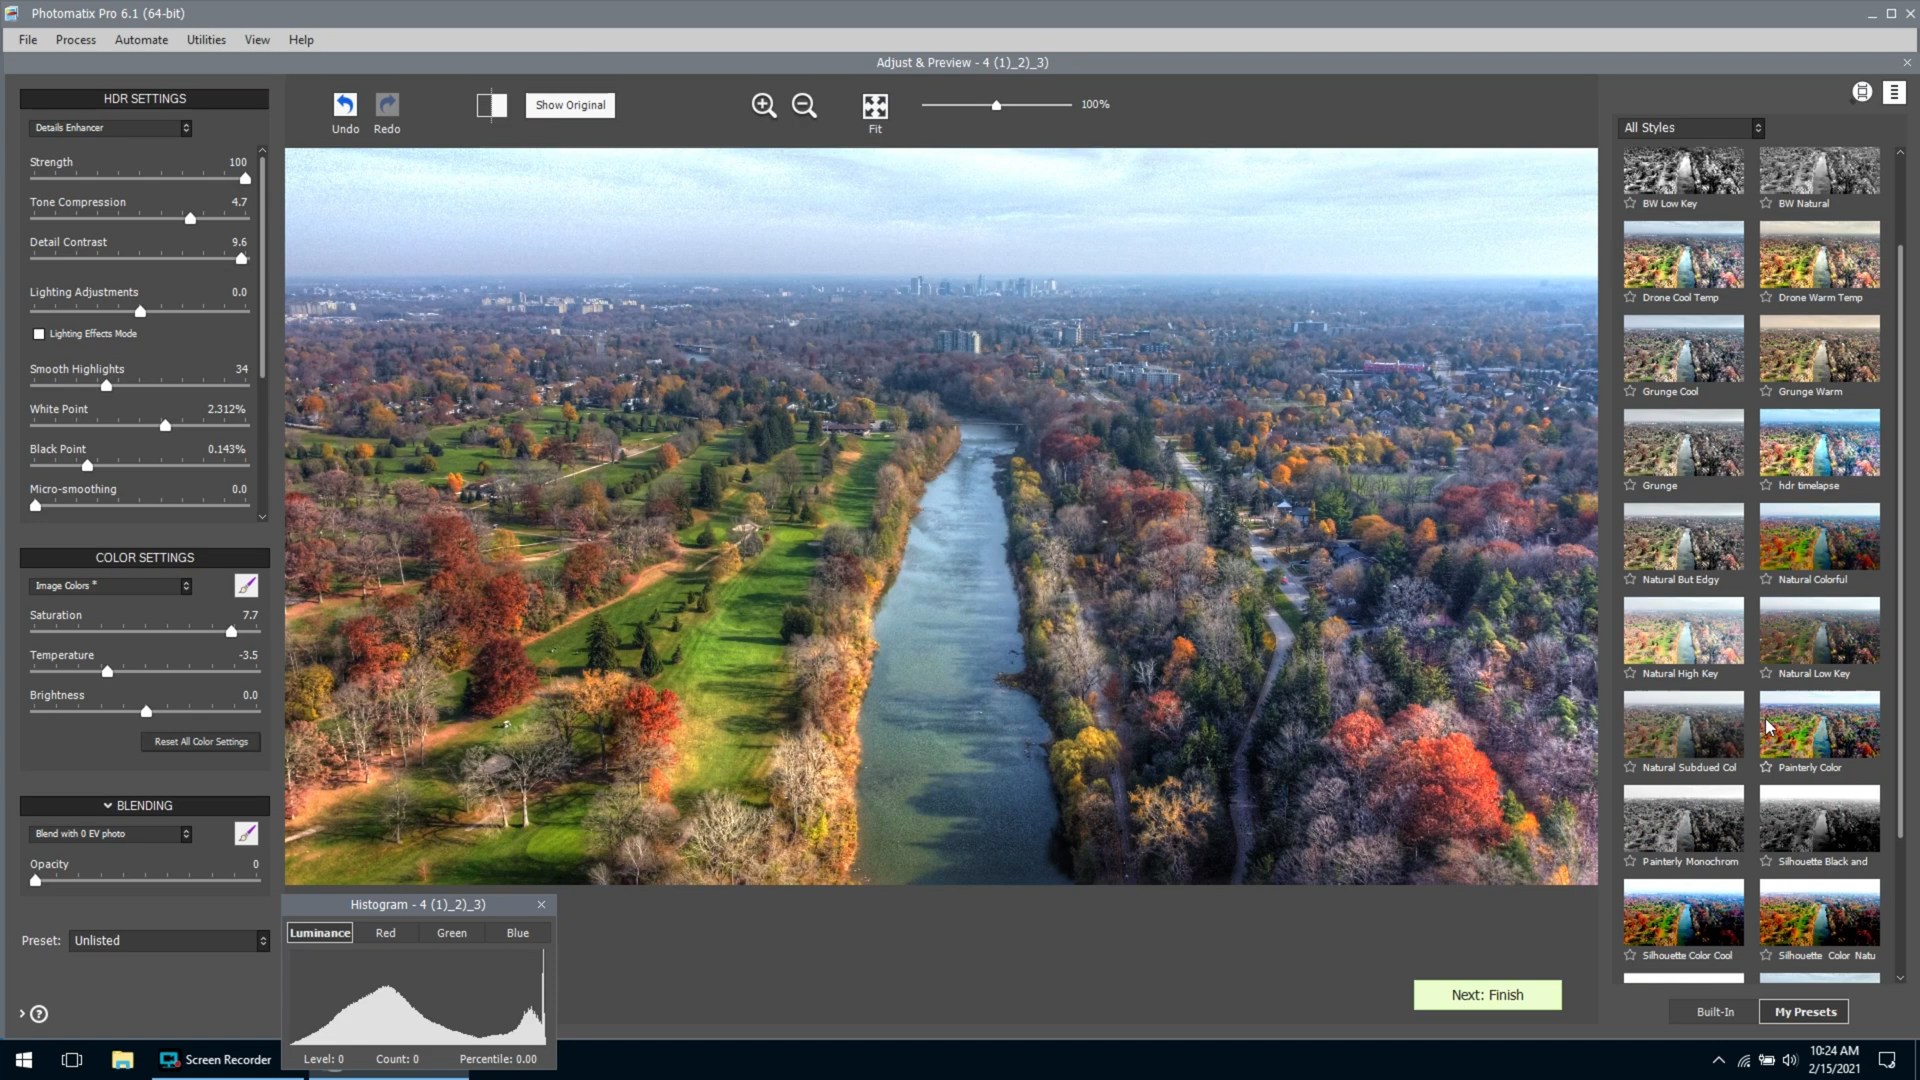 Photomatix Pro 6.1 (64-bit)
File Process Automate Utilities View Help
Adjust & Preview - 4 (1)_2)_3)
HDR SETTINGS
Details Enhancer
Strength 100
Tone Compression 4.7
Detail Contrast 9.6
Lighting Adjustments 0.0
Lighting Effects Mode
Smooth Highlights 34
White Point 2.312%
Black Point 0.143%
Micro-smoothing 0.0
COLOR SETTINGS
Image Colors *
Saturation 7.7
Temperature -3.5
Brightness 0.0
Reset All Color Settings
BLENDING
Blend with 0 EV photo
Opacity 0
Preset: Unlisted
Undo Redo
Show Original
Fit
100%
Histogram - 4 (1)_2)_3)
Luminance Red Green Blue
Level: 0 Count: 0 Percentile: 0.00
Next: Finish
All Styles
BW Low Key BW Natural
Drone Cool Temp Drone Warm Temp
Grunge Cool Grunge Warm
Grunge hdr timelapse
Natural But Edgy Natural Colorful
Natural High Key Natural Low Key
Natural Subdued Col Painterly Color
Painterly Monochrom Silhouette Black and
Silhouette Color Cool Silhouette Color Natu
Built-In My Presets
Screen Recorder
10:24 AM
2/15/2021